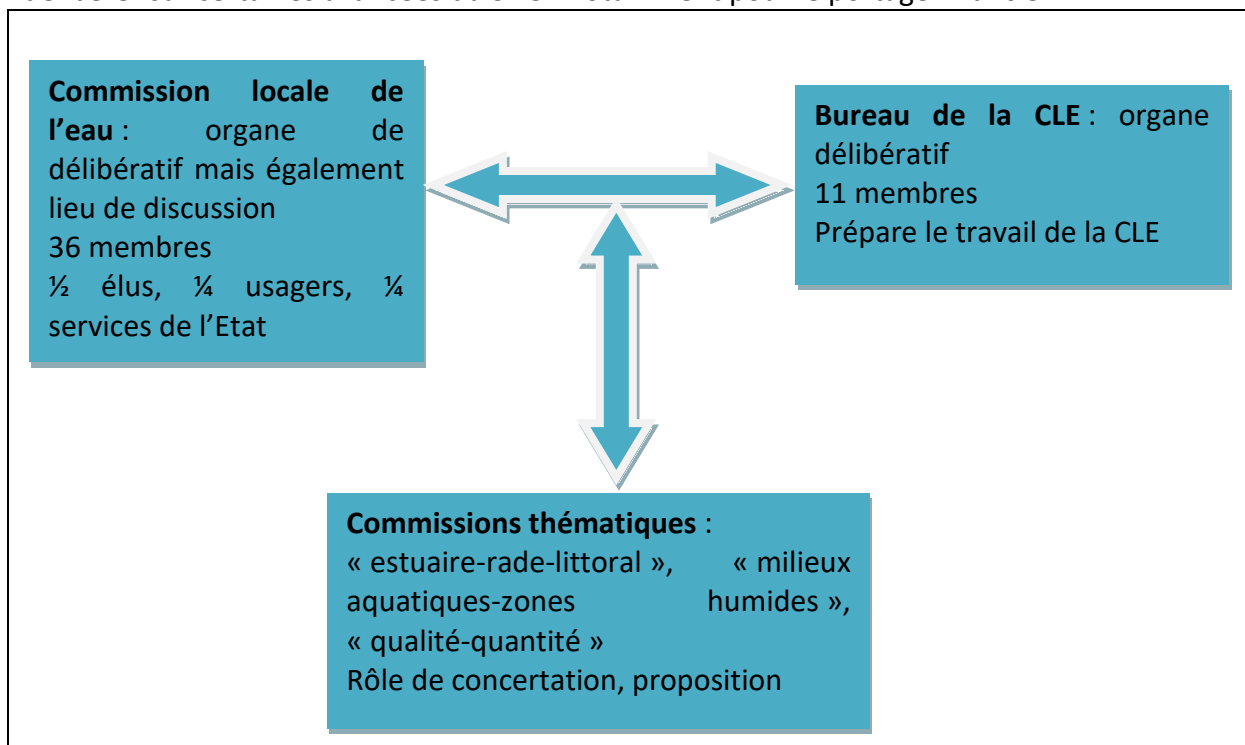 Commission locale de
l'eau : organe de
délibératif mais également
lieu de discussion
36 membres
½ élus, ¼ usagers, ¼
services de l'Etat
Bureau de la CLE : organe
délibératif
11 membres
Prépare le travail de la CLE
Commissions thématiques :
« estuaire-rade-littoral », « milieux
aquatiques-zones humides »,
« qualité-quantité »
Rôle de concertation, proposition